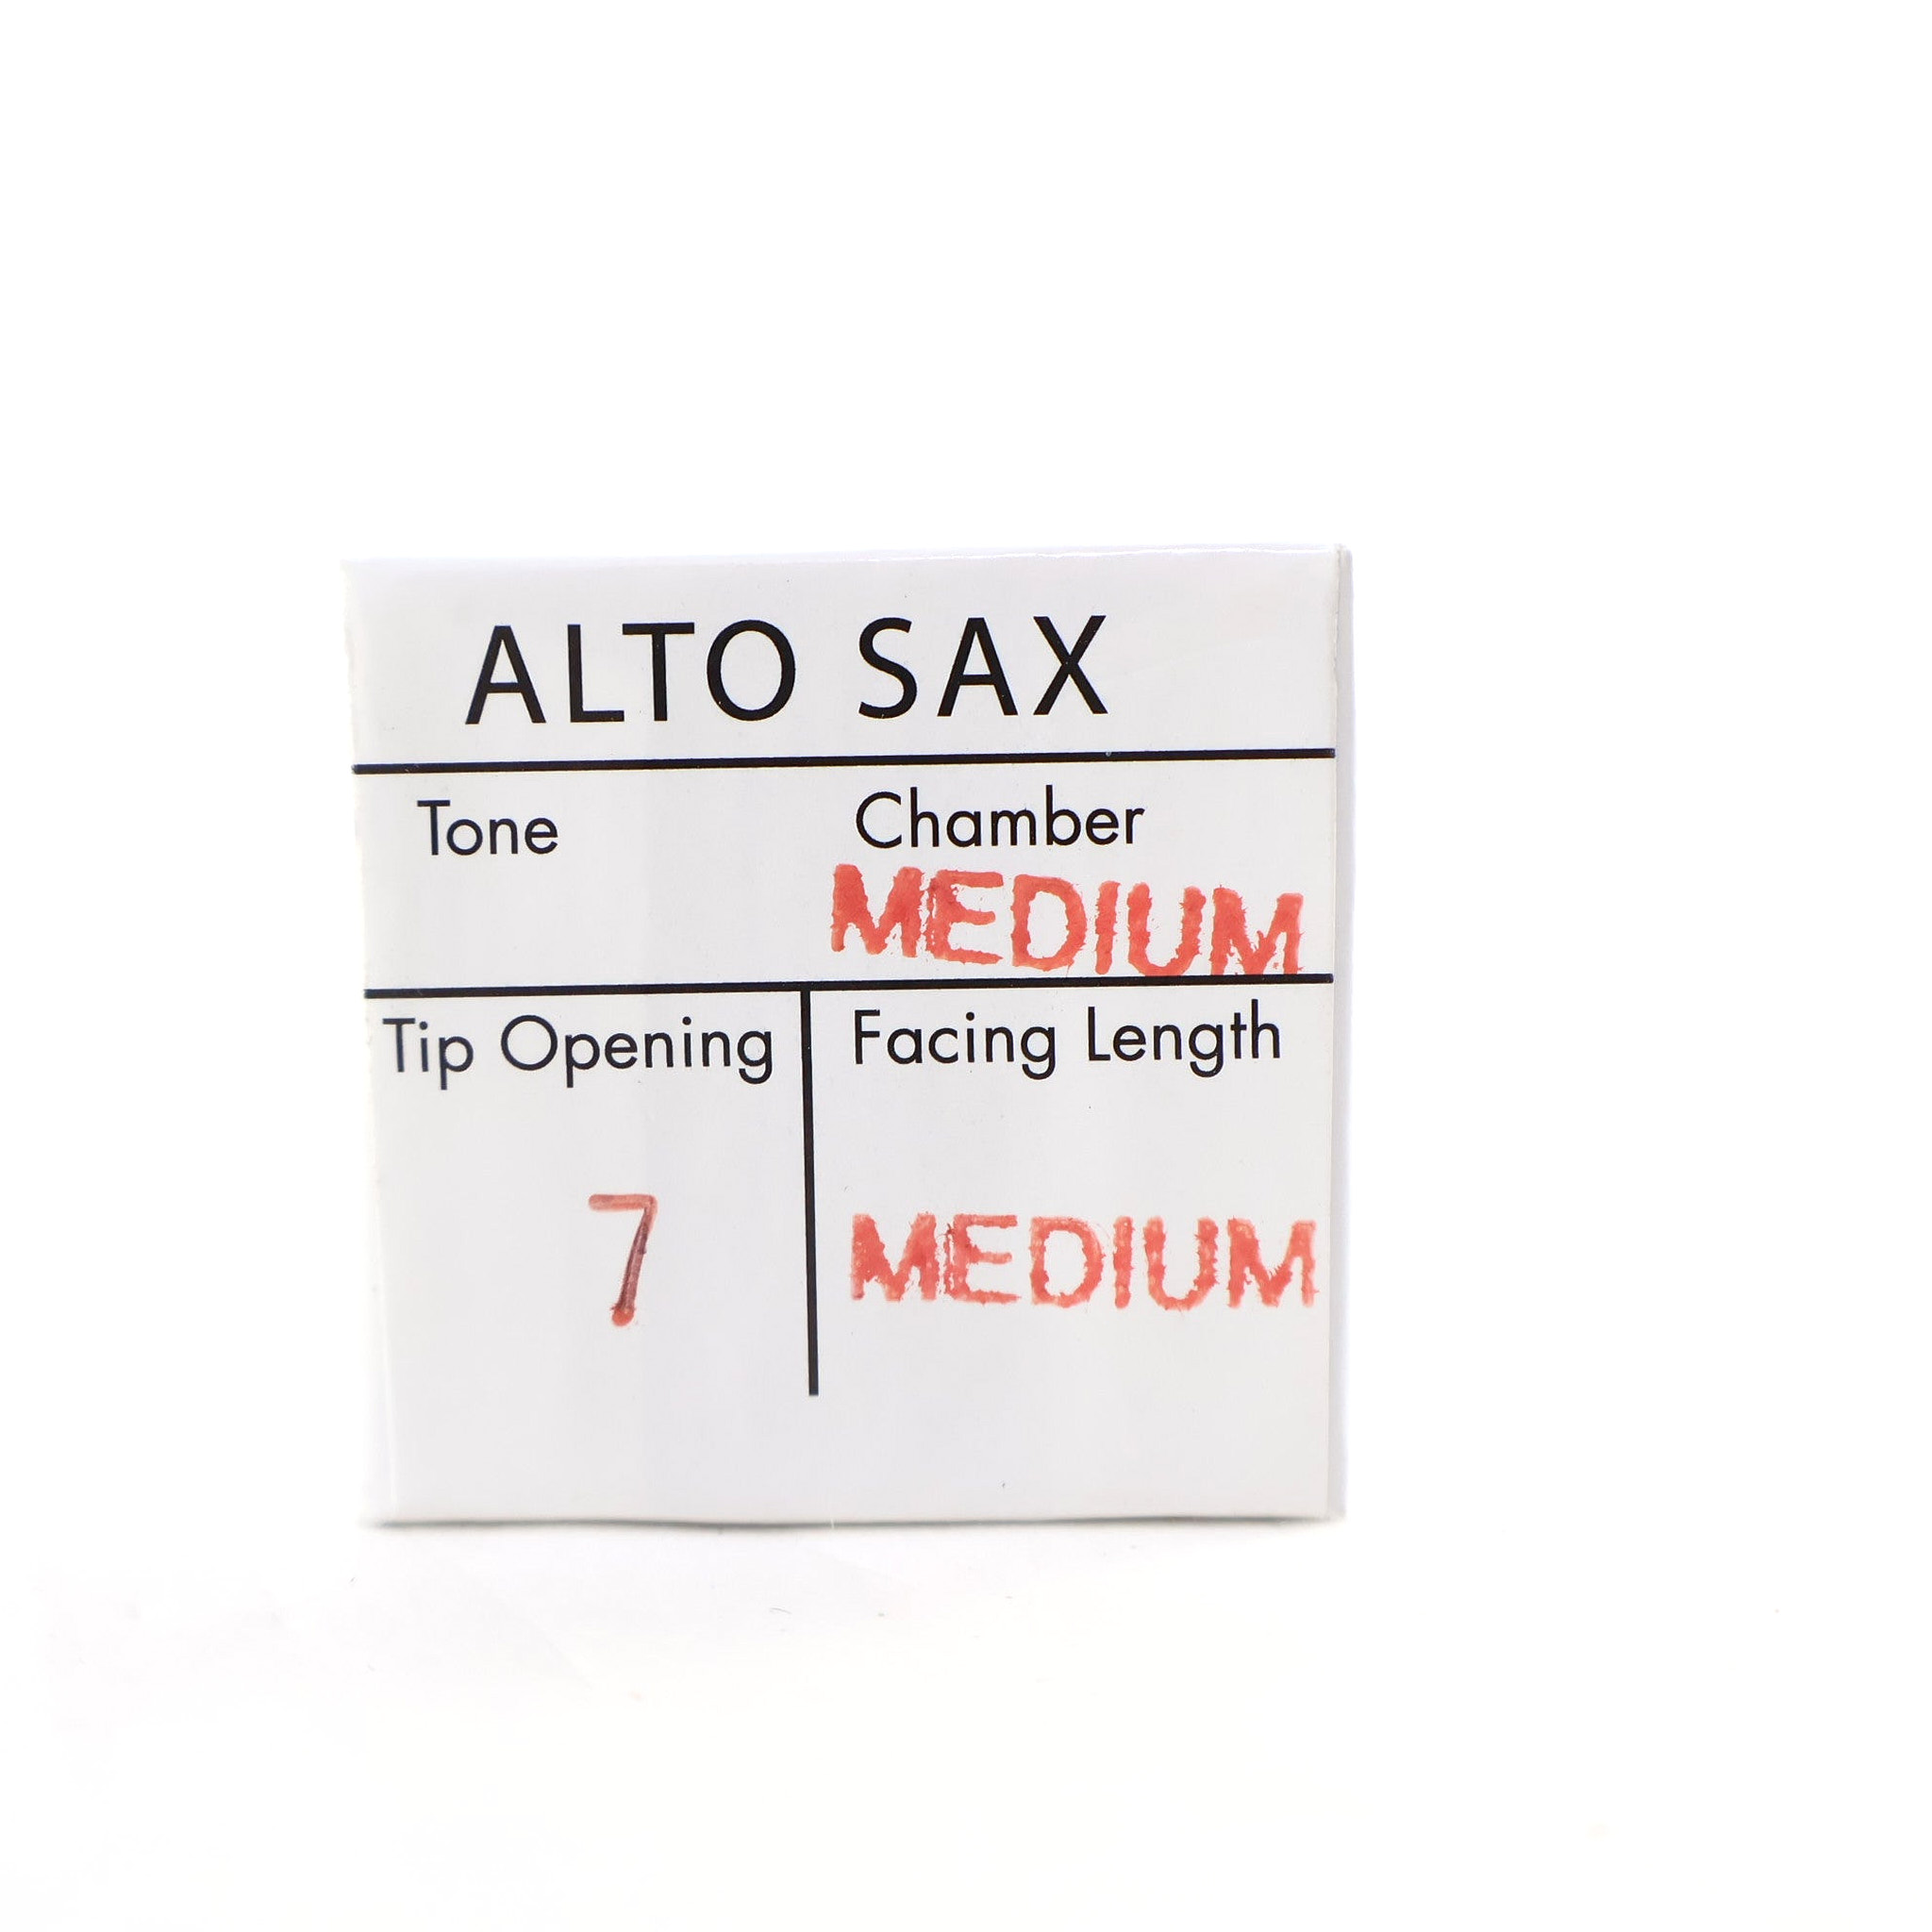 ALTO SAX
Tone Chamber
MEDIUM
Tip Opening Facing Length
7 MEDIUM